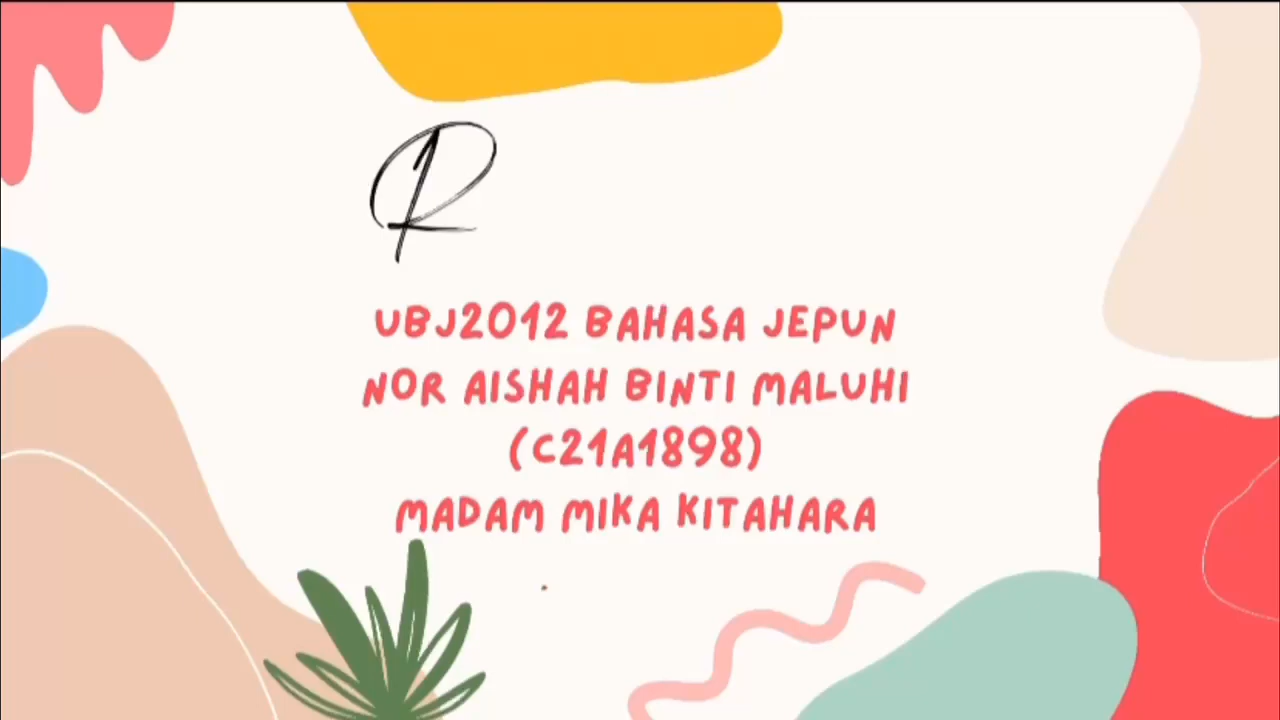 R
UBJ2012 BAHASA JEPUN
NOR AISHAH BINTI MALUHI
(C21A1898)
MADAM MIKA KITAHARA